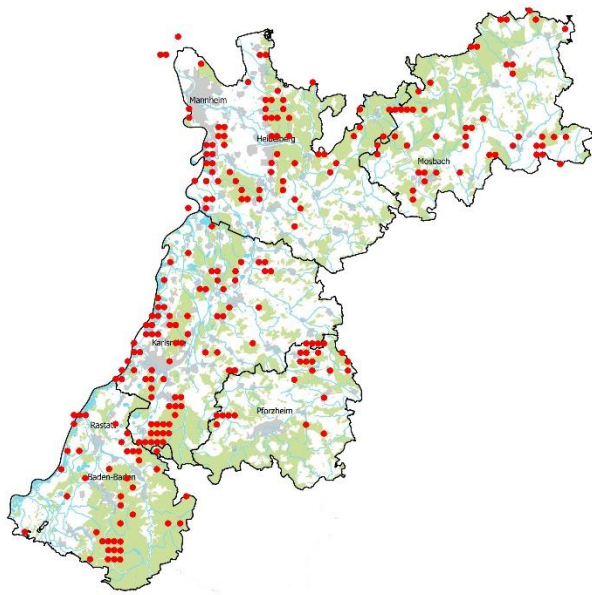 Mannheim
Heidelberg
Mosbach
Karlsruhe
Pforzheim
Rastatt
Baden-Baden